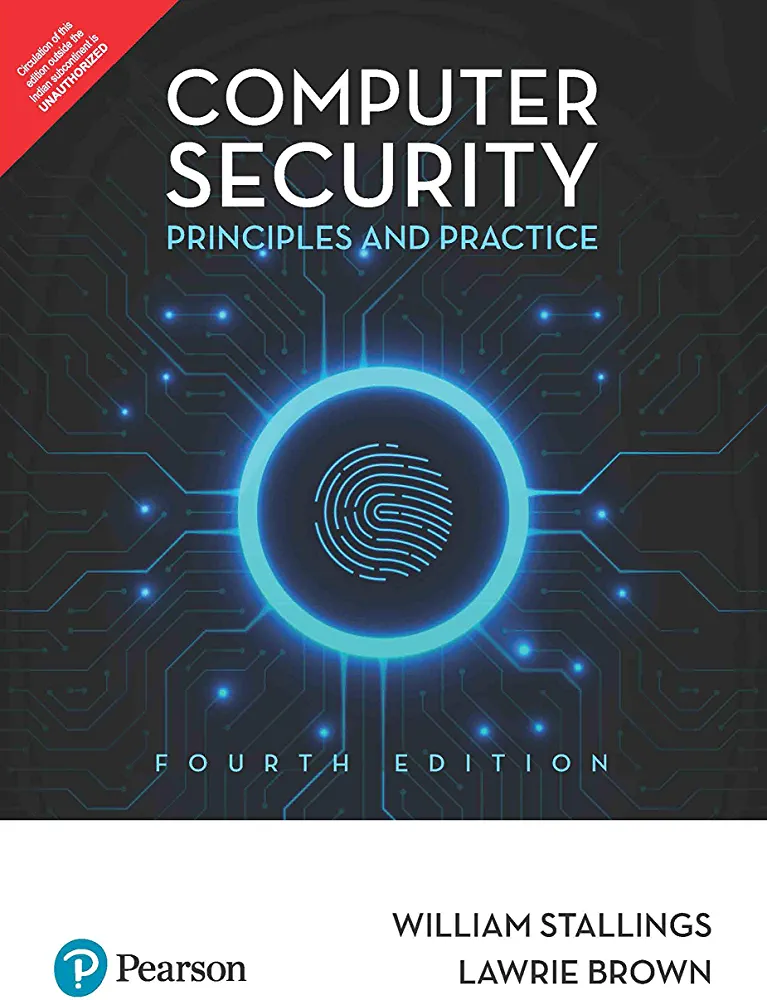 Circulation of this
edition outside the
Indian subcontinent is
UNAUTHORIZED
COMPUTER
SECURITY
PRINCIPLES AND PRACTICE
FOURTH EDITION
WILLIAM STALLINGS
LAWRIE BROWN
P Pearson